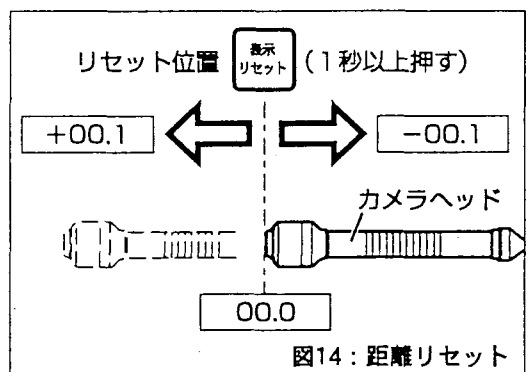 リセット位置 表示リセット (1秒以上押す)
+00.1 −00.1
カメラヘッド
00.0
図14：距離リセット